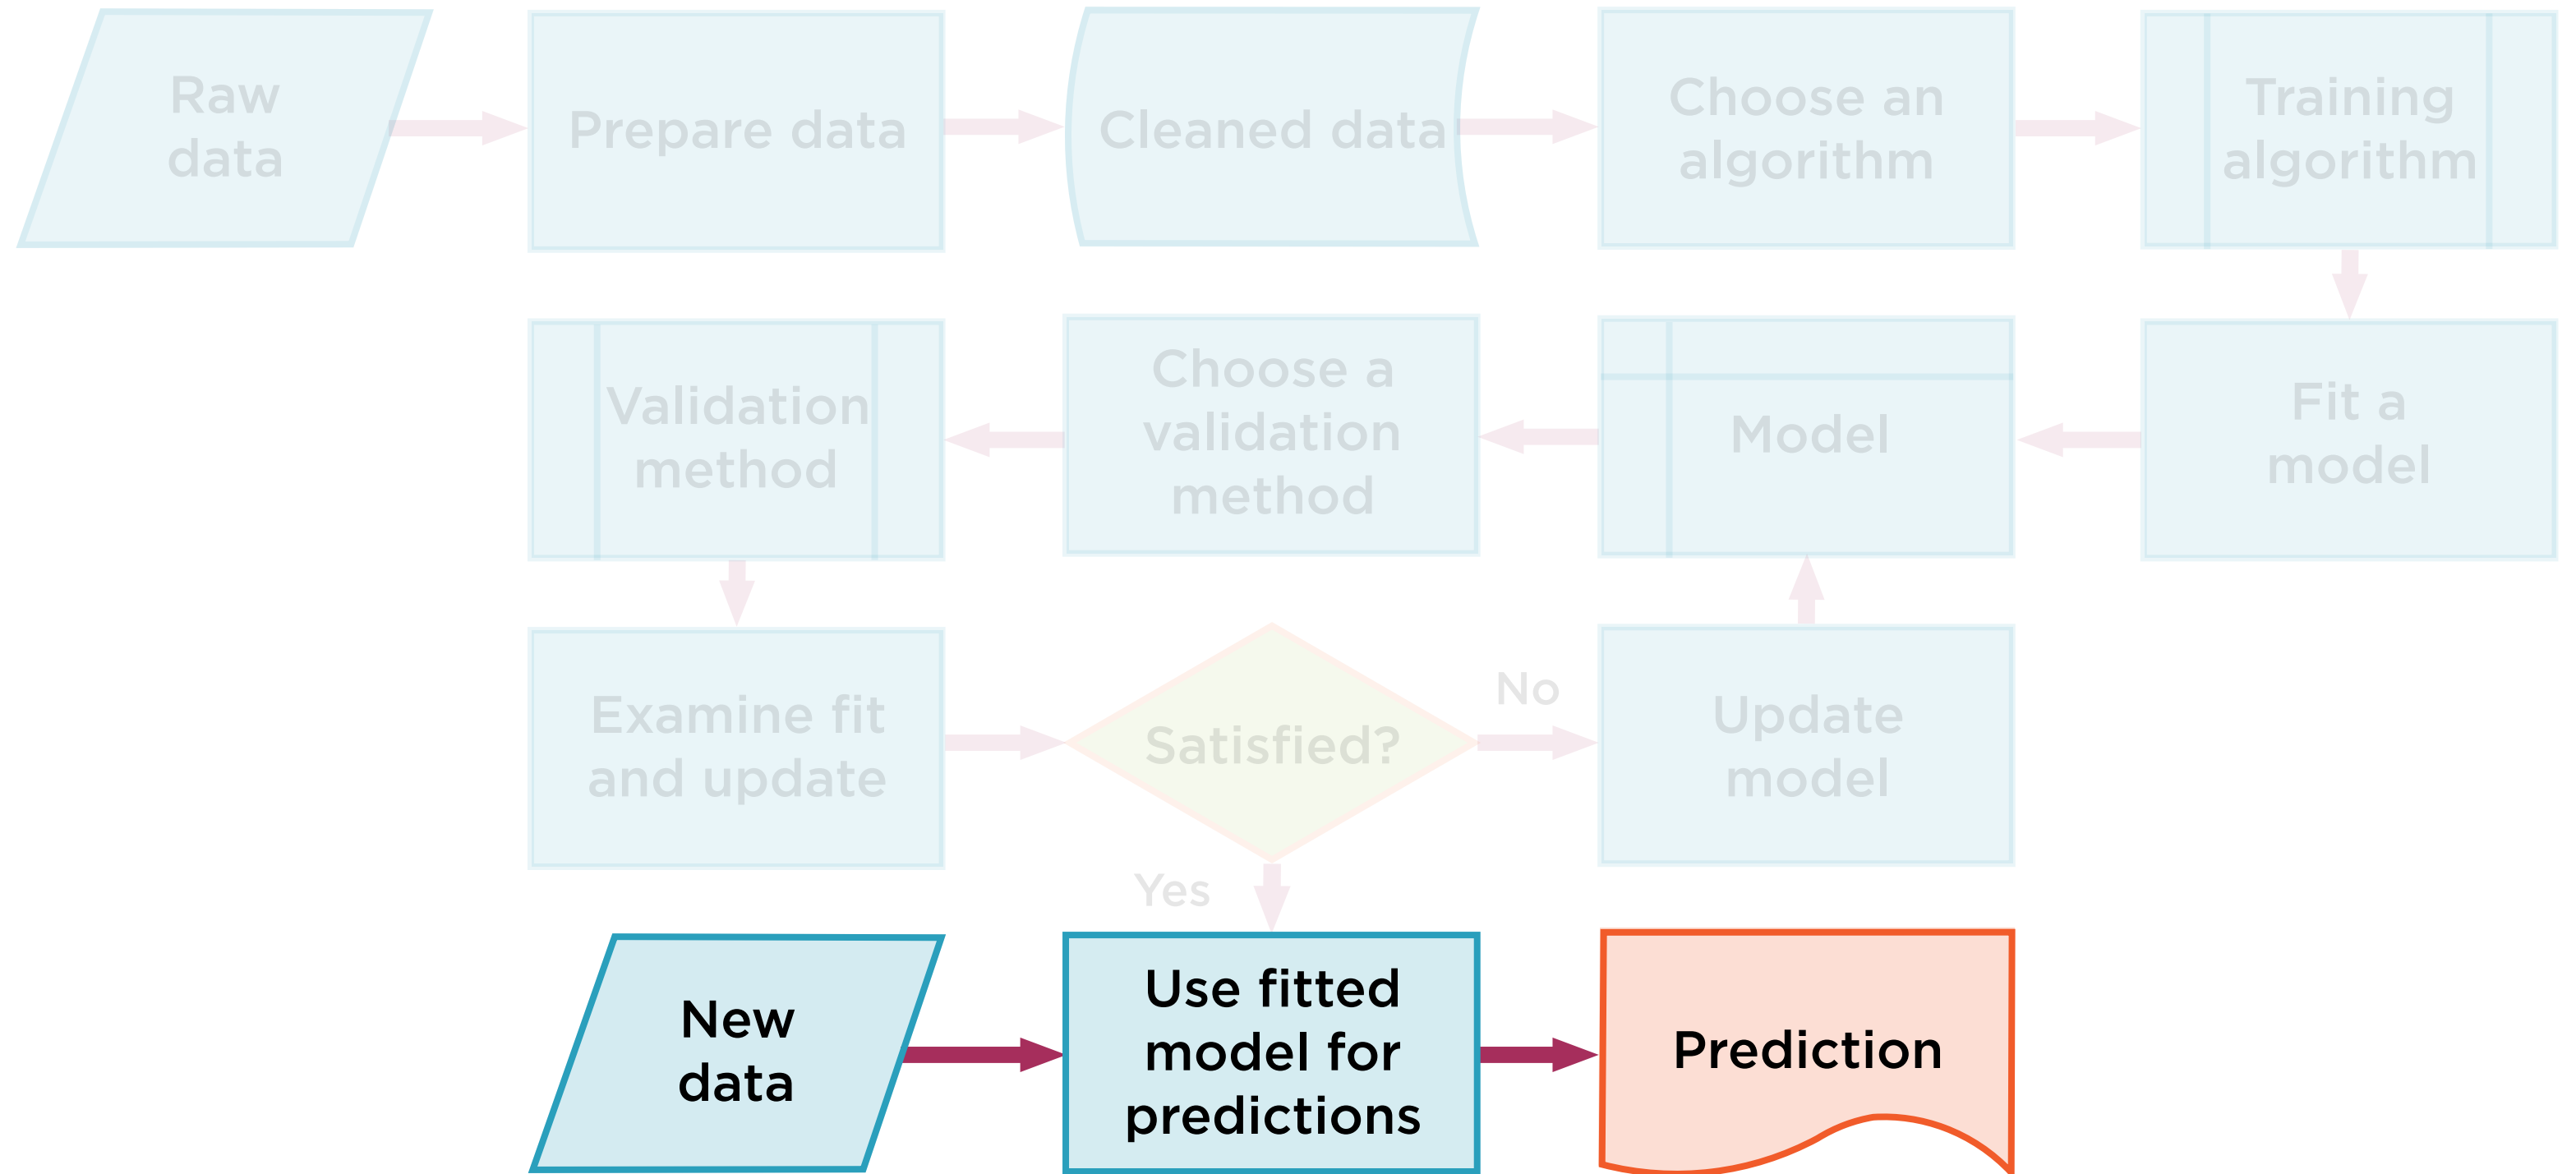 Raw
data
Prepare data
Cleaned data
Choose an
algorithm
Training
algorithm
Validation
method
Choose a
validation
method
Model
Fit a
model
Examine fit
and update
Satisfied?
No
Update
model
Yes
New
data
Use fitted
model for
predictions
Prediction